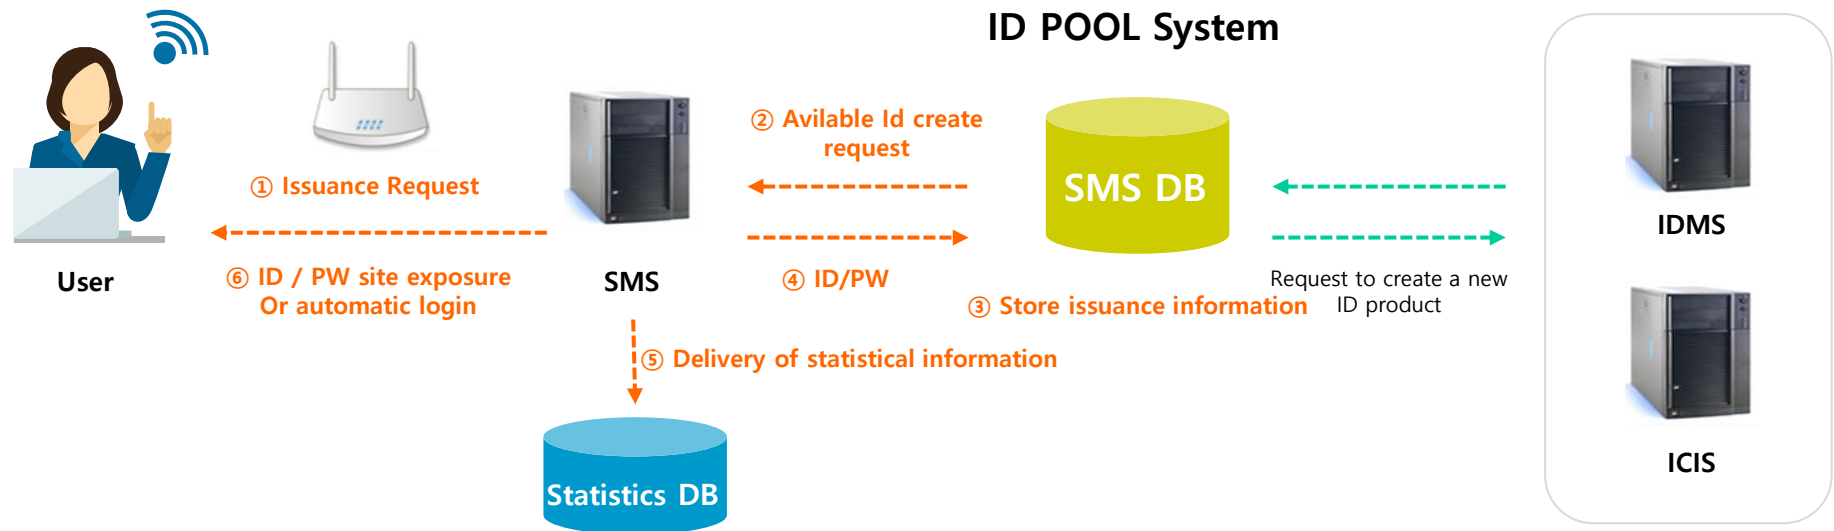 ID POOL System
② Avilable Id create
request
① Issuance Request
SMS DB
IDMS
User
⑥ ID / PW site exposure
Or automatic login
SMS
④ ID/PW
③ Store issuance information
Request to create a new
ID product
⑤ Delivery of statistical information
ICIS
Statistics DB